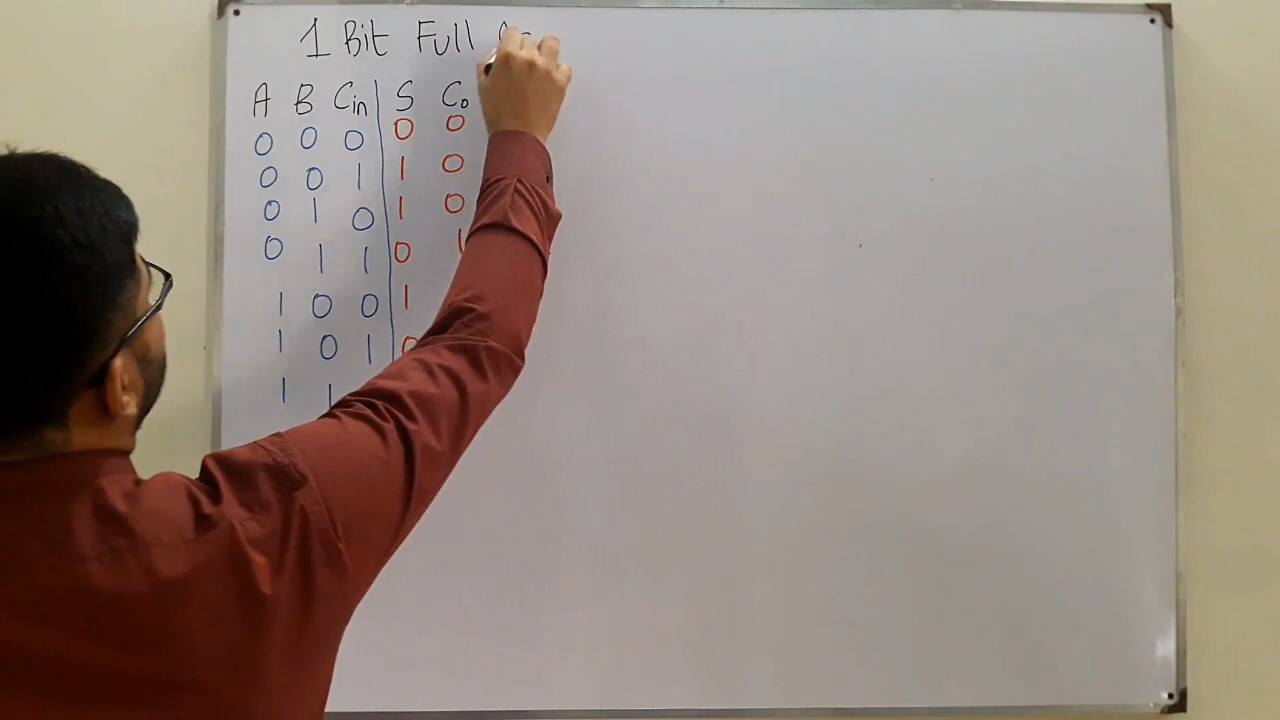 1 Bit Full
A B Cin S Co
0 0 0 0 0
0 0 1 1 0
0 1 0 1 0
0 1 1 0 1
1 0 0 1
1 0 1 0
1 1